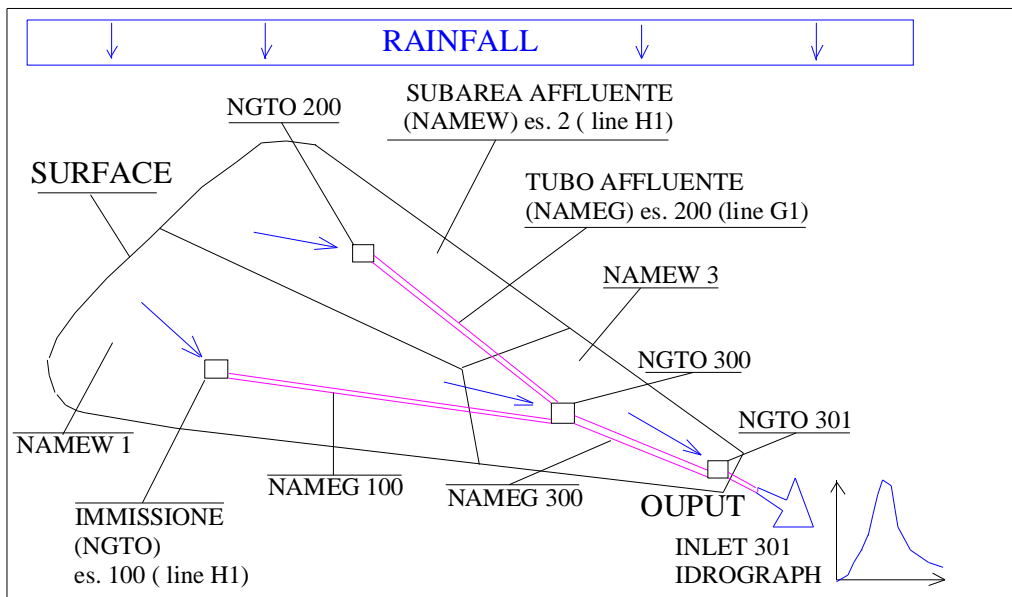 RAINFALL
NGTO 200
SUBAREA AFFLUENTE
(NAMEW) es. 2 ( line H1)
SURFACE
TUBO AFFLUENTE
(NAMEG) es. 200 (line G1)
NAMEW 3
NGTO 300
NGTO 301
NAMEW 1
NAMEG 100
NAMEG 300
IMMISSIONE
(NGTO)
es. 100 ( line H1)
OUPUT
INLET 301
IDROGRAPH